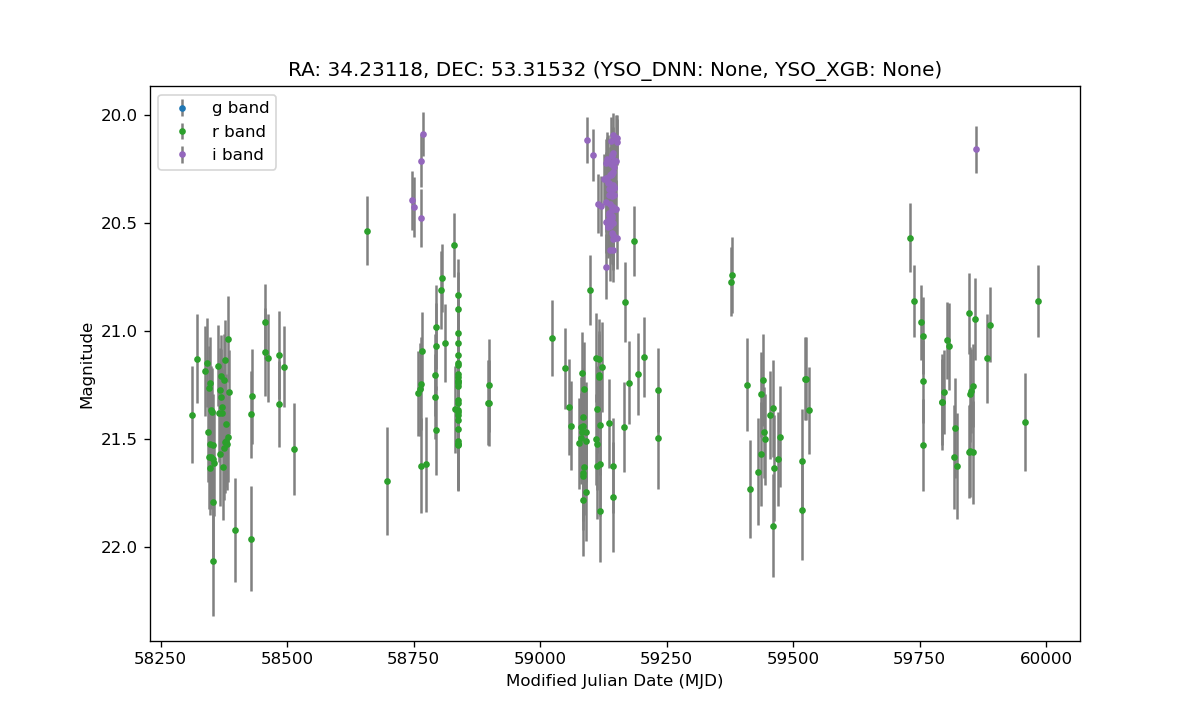 RA: 34.23118, DEC: 53.31532 (YSO_DNN: None, YSO_XGB: None)
g band
r band
i band
20.0
20.5
21.0
21.5
22.0
Magnitude
58250 58500 58750 59000 59250 59500 59750 60000
Modified Julian Date (MJD)